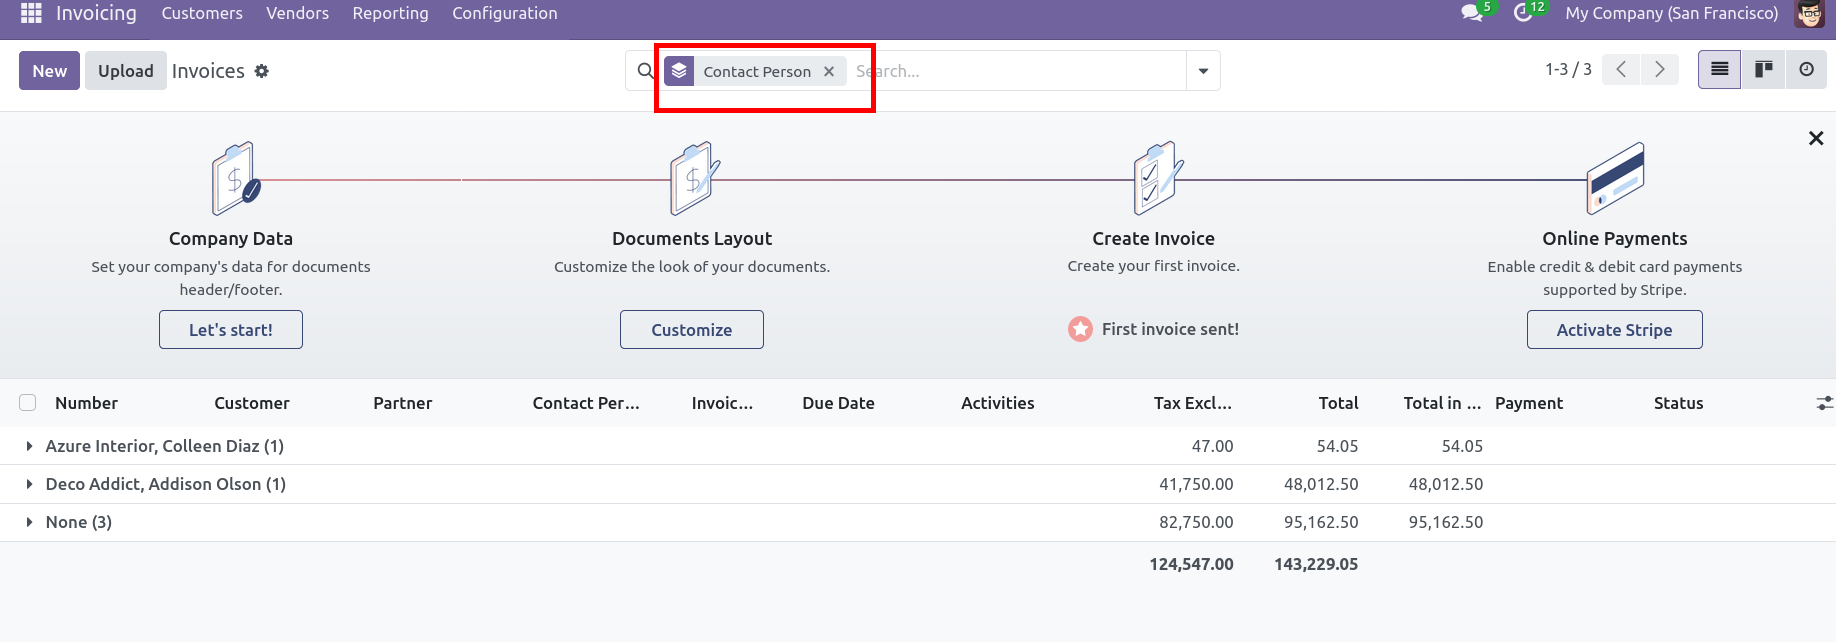 Invoicing Customers Vendors Reporting Configuration 5 12 My Company (San Francisco)
New Upload Invoices Contact Person Search... 1-3 / 3
Company Data Documents Layout Create Invoice Online Payments
Set your company's data for documents Customize the look of your documents. Create your first invoice. Enable credit & debit card payments
header/footer. supported by Stripe.
Let's start! Customize First invoice sent! Activate Stripe
Number Customer Partner Contact Per... Invoic... Due Date Activities Tax Excl... Total Total in ... Payment Status
Azure Interior, Colleen Diaz (1) 47.00 54.05 54.05
Deco Addict, Addison Olson (1) 41,750.00 48,012.50 48,012.50
None (3) 82,750.00 95,162.50 95,162.50
124,547.00 143,229.05